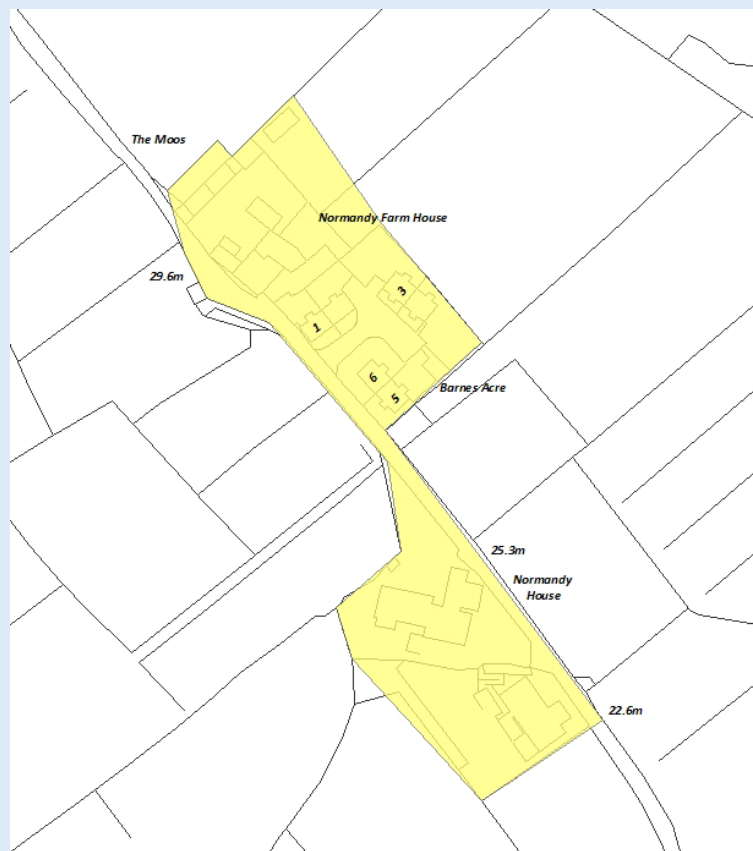 The Moos
Normandy Farm House
29.6m
3
1
6
Barnes Acre
5
25.3m
Normandy
House
22.6m